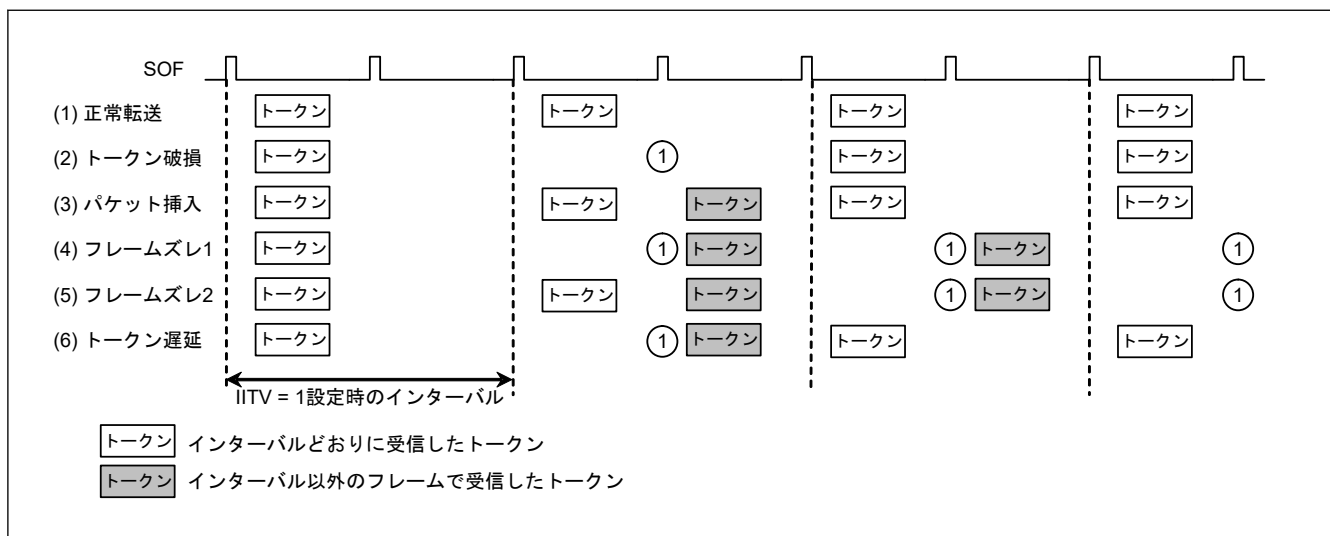 SOF
(1) 正常転送 トークン トークン トークン トークン
(2) トークン破損 トークン 1 トークン トークン
(3) パケット挿入 トークン トークン トークン トークン トークン
(4) フレームズレ1 トークン 1 トークン 1 トークン 1
(5) フレームズレ2 トークン トークン トークン 1 トークン 1
(6) トークン遅延 トークン 1 トークン トークン トークン
IITV = 1設定時のインターバル
トークン インターバルどおりに受信したトークン
トークン インターバル以外のフレームで受信したトークン